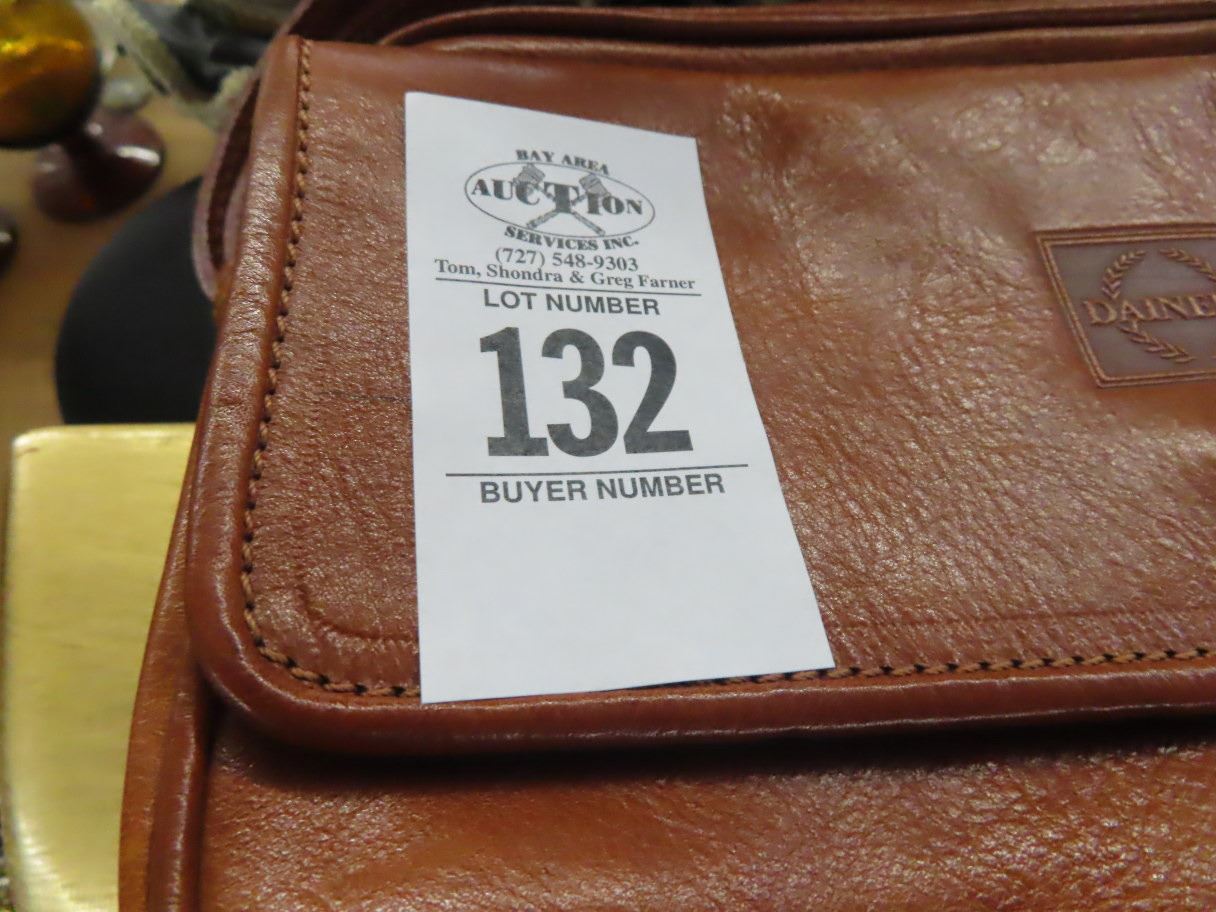 BAY AREA
AUCTION
SERVICES INC.
(727) 548-9303
Tom, Shondra & Greg Farner
LOT NUMBER
132
BUYER NUMBER